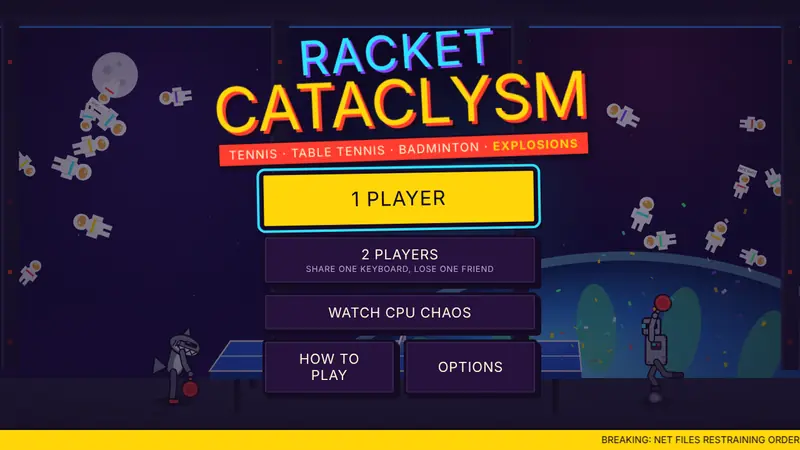 RACKET
CATACLYSM
TENNIS · TABLE TENNIS · BADMINTON · EXPLOSIONS
1 PLAYER
2 PLAYERS
SHARE ONE KEYBOARD, LOSE ONE FRIEND
WATCH CPU CHAOS
HOW TO
PLAY
OPTIONS
BREAKING: NET FILES RESTRAINING ORDER